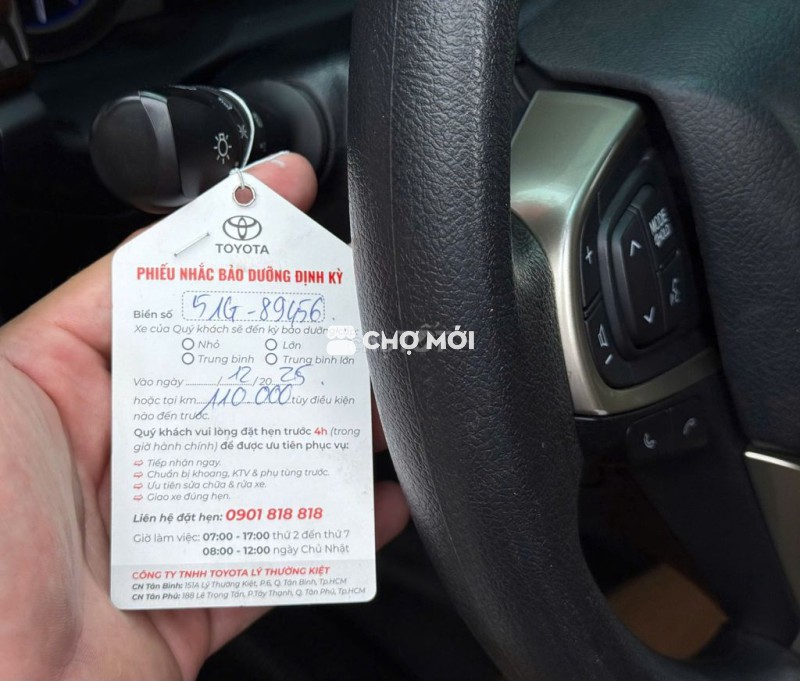 TOYOTA
PHIẾU NHẮC BẢO DƯỠNG ĐỊNH KỲ
Biển số 51G-89456
Xe của Quý khách sẽ đến kỳ bảo dưỡng
Nhỏ Lớn
Trung bình Trung bình lớn
Vào ngày ........../12/2025.
hoặc tại km 110.000 tùy điều kiện
nào đến trước.
Quý khách vui lòng đặt hẹn trước 4h (trong
giờ hành chính) để được ưu tiên phục vụ:
⇨ Tiếp nhận ngay.
⇨ Chuẩn bị khoang, KTV & phụ tùng trước.
⇨ Ưu tiên sửa chữa & rửa xe.
⇨ Giao xe đúng hẹn.
Liên hệ đặt hẹn: 0901 818 818
Giờ làm việc: 07:00 - 17:00 thứ 2 đến thứ 7
08:00 - 12:00 ngày Chủ Nhật
CÔNG TY TNHH TOYOTA LÝ THƯỜNG KIỆT
CN Tân Bình: 151A Lý Thường Kiệt, P.6, Q. Tân Bình, Tp.HCM
CN Tân Phú: 188 Lê Trọng Tấn, P.Tây Thạnh, Q. Tân Phú, Tp.HCM
CHỢ MỚI
+
MODE
-